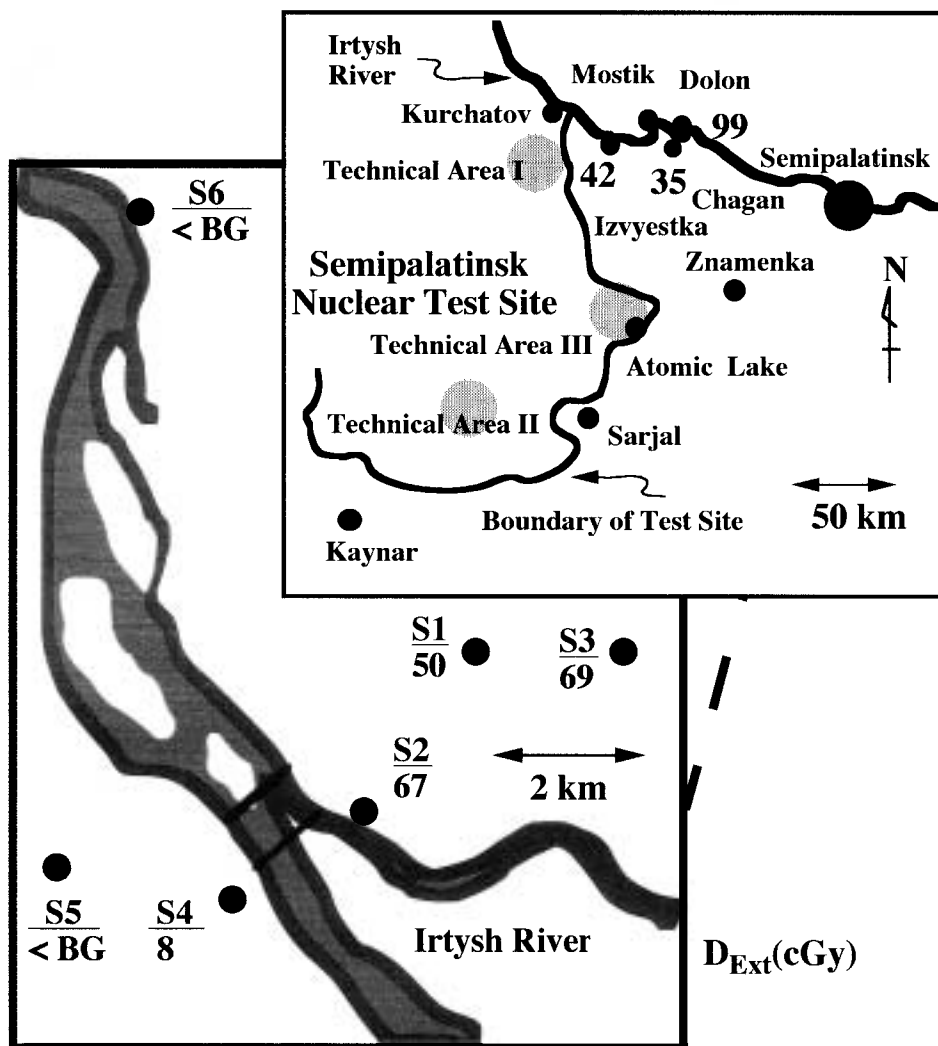 Irtysh
River
Mostik
Dolon
Kurchatov
99
Technical Area I
42
35
Semipalatinsk
Chagan
Izvyestka
Znamenka
N
Semipalatinsk
Nuclear Test Site
Technical Area III
Atomic Lake
Technical Area II
Sarjal
50 km
Boundary of Test Site
Kaynar
S6
< BG
S1
50
S3
69
S2
67
2 km
S5
< BG
S4
8
Irtysh River
D_Ext(cGy)